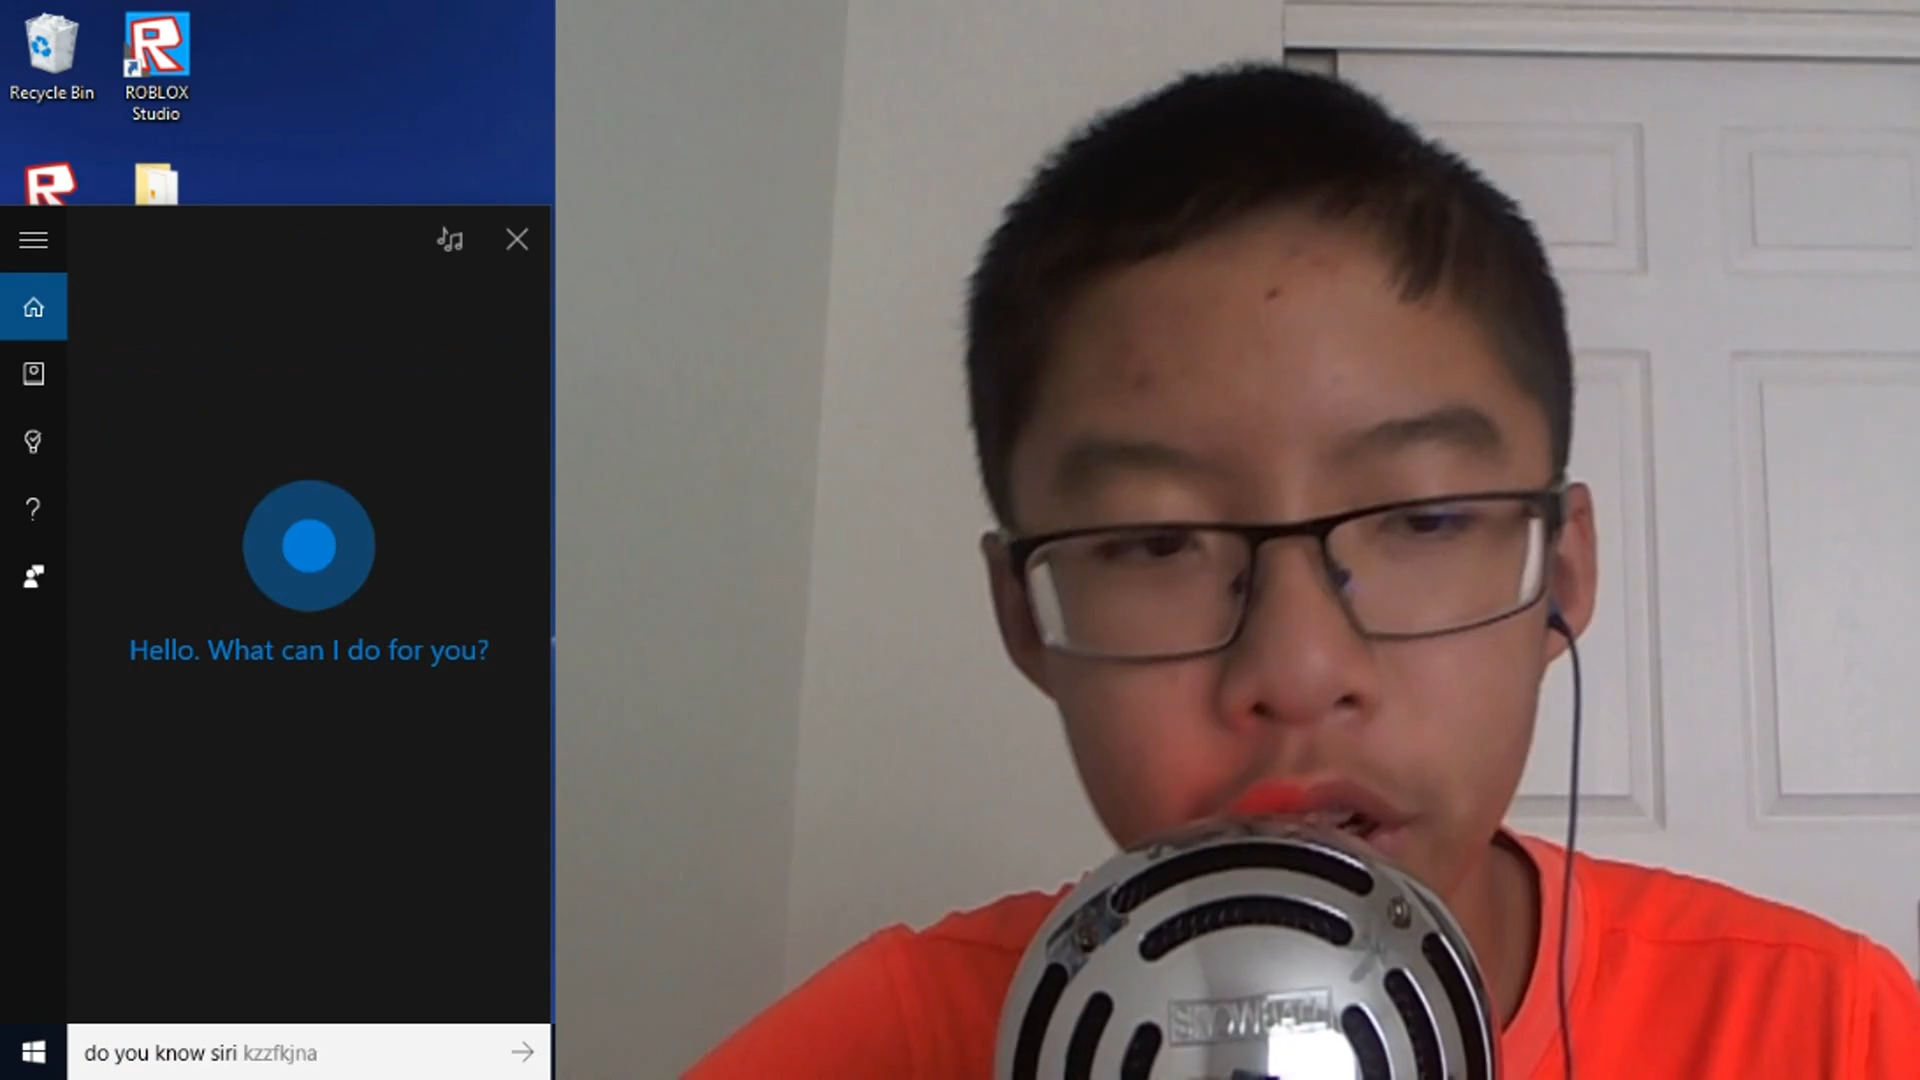 Recycle Bin
ROBLOX
Studio
Hello. What can I do for you?
do you know siri kzzfkjna